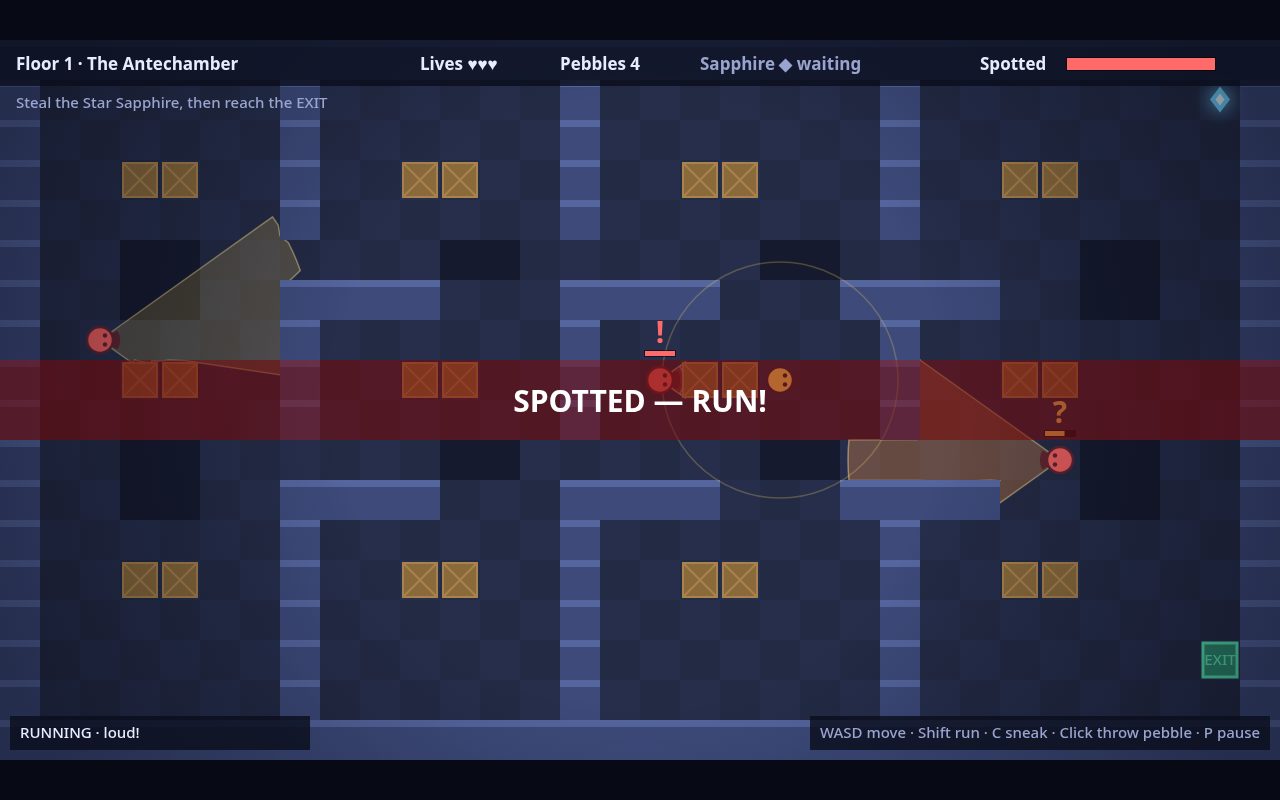 Floor 1 · The Antechamber
Lives ♥♥♥
Pebbles 4
Sapphire ◆ waiting
Spotted
Steal the Star Sapphire, then reach the EXIT
!
SPOTTED — RUN!
?
EXIT
RUNNING · loud!
WASD move · Shift run · C sneak · Click throw pebble · P pause